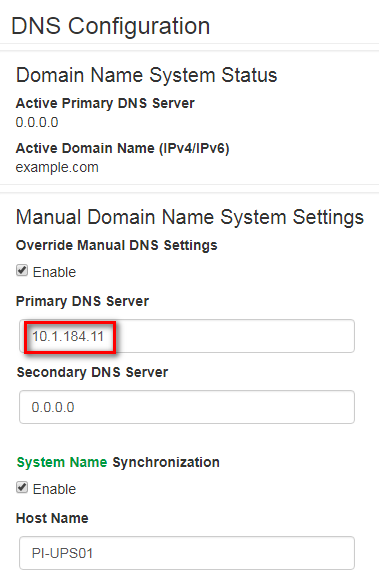 DNS Configuration
Domain Name System Status
Active Primary DNS Server
0.0.0.0
Active Domain Name (IPv4/IPv6)
example.com
Manual Domain Name System Settings
Override Manual DNS Settings
Enable
Primary DNS Server
10.1.184.11
Secondary DNS Server
0.0.0.0
System Name Synchronization
Enable
Host Name
PI-UPS01